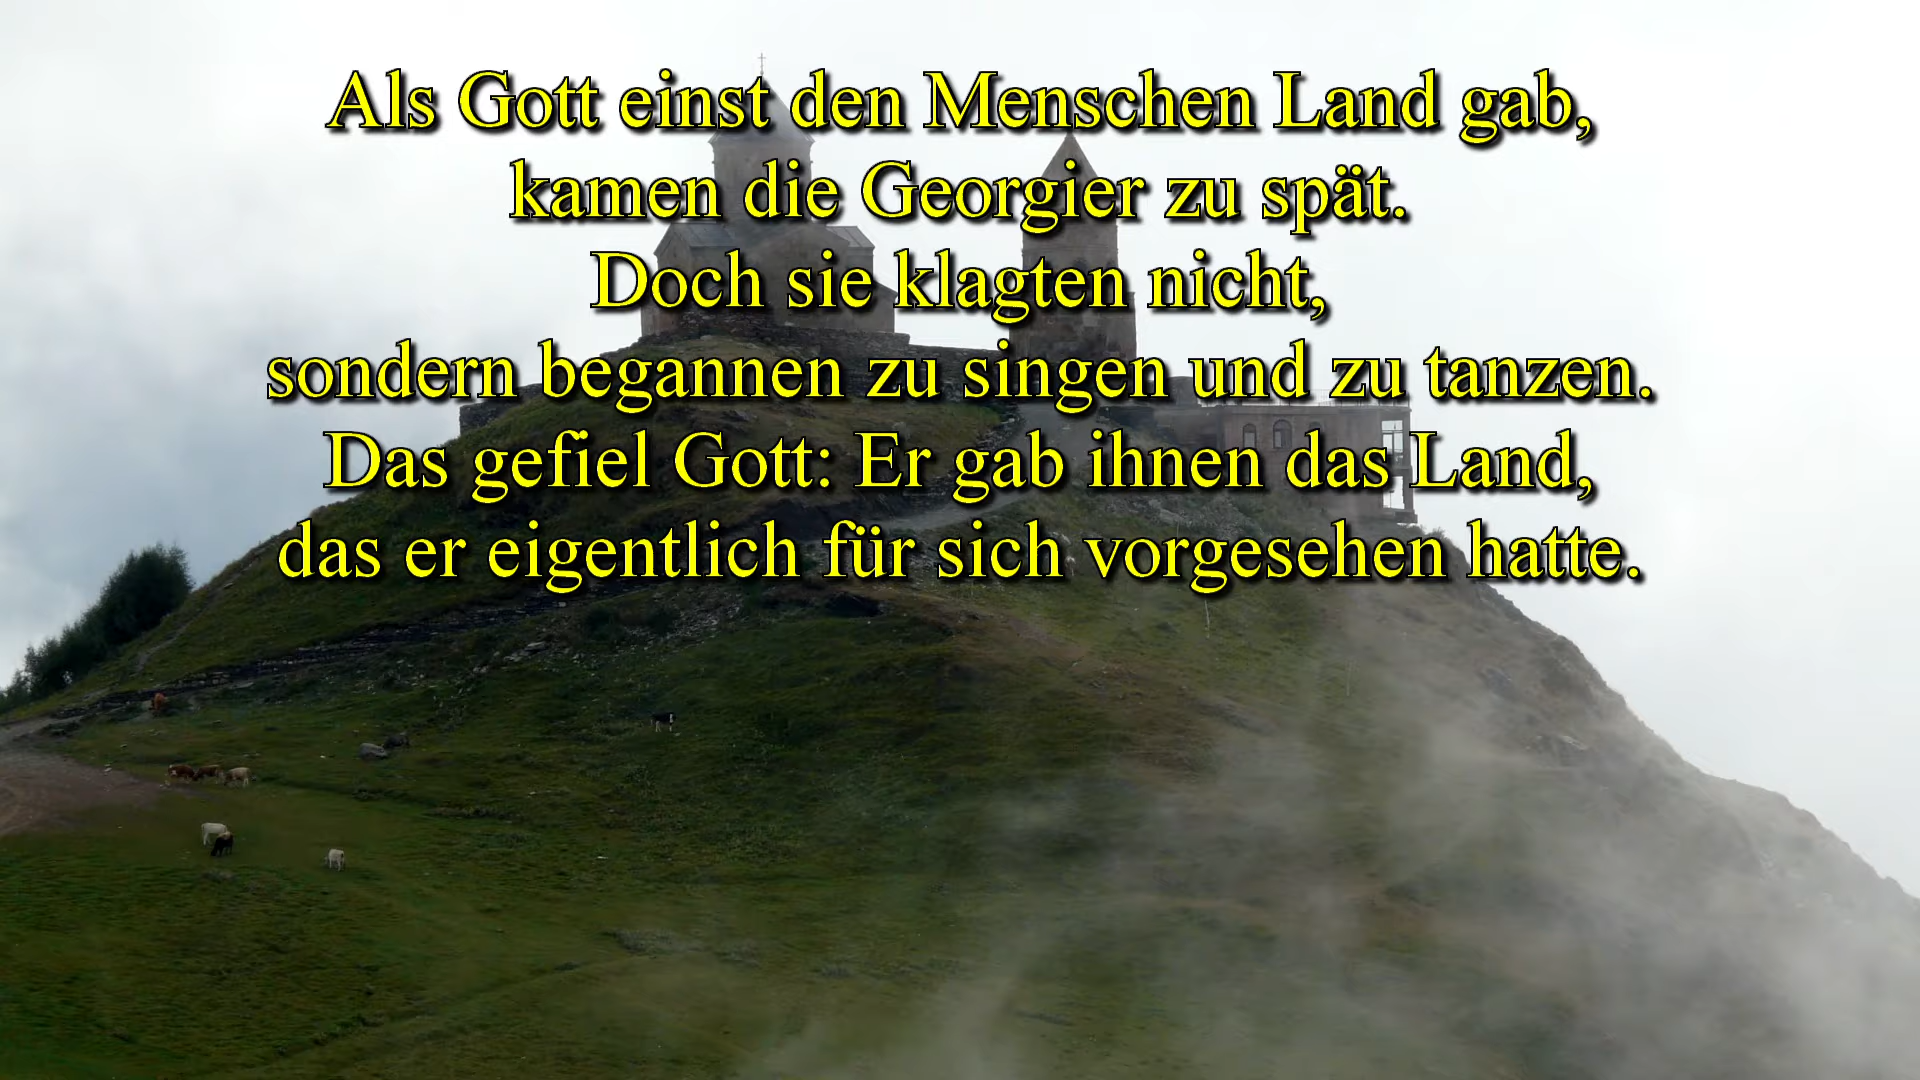 Als Gott einst den Menschen Land gab,
kamen die Georgier zu spät.
Doch sie klagten nicht,
sondern begannen zu singen und zu tanzen.
Das gefiel Gott: Er gab ihnen das Land,
das er eigentlich für sich vorgesehen hatte.